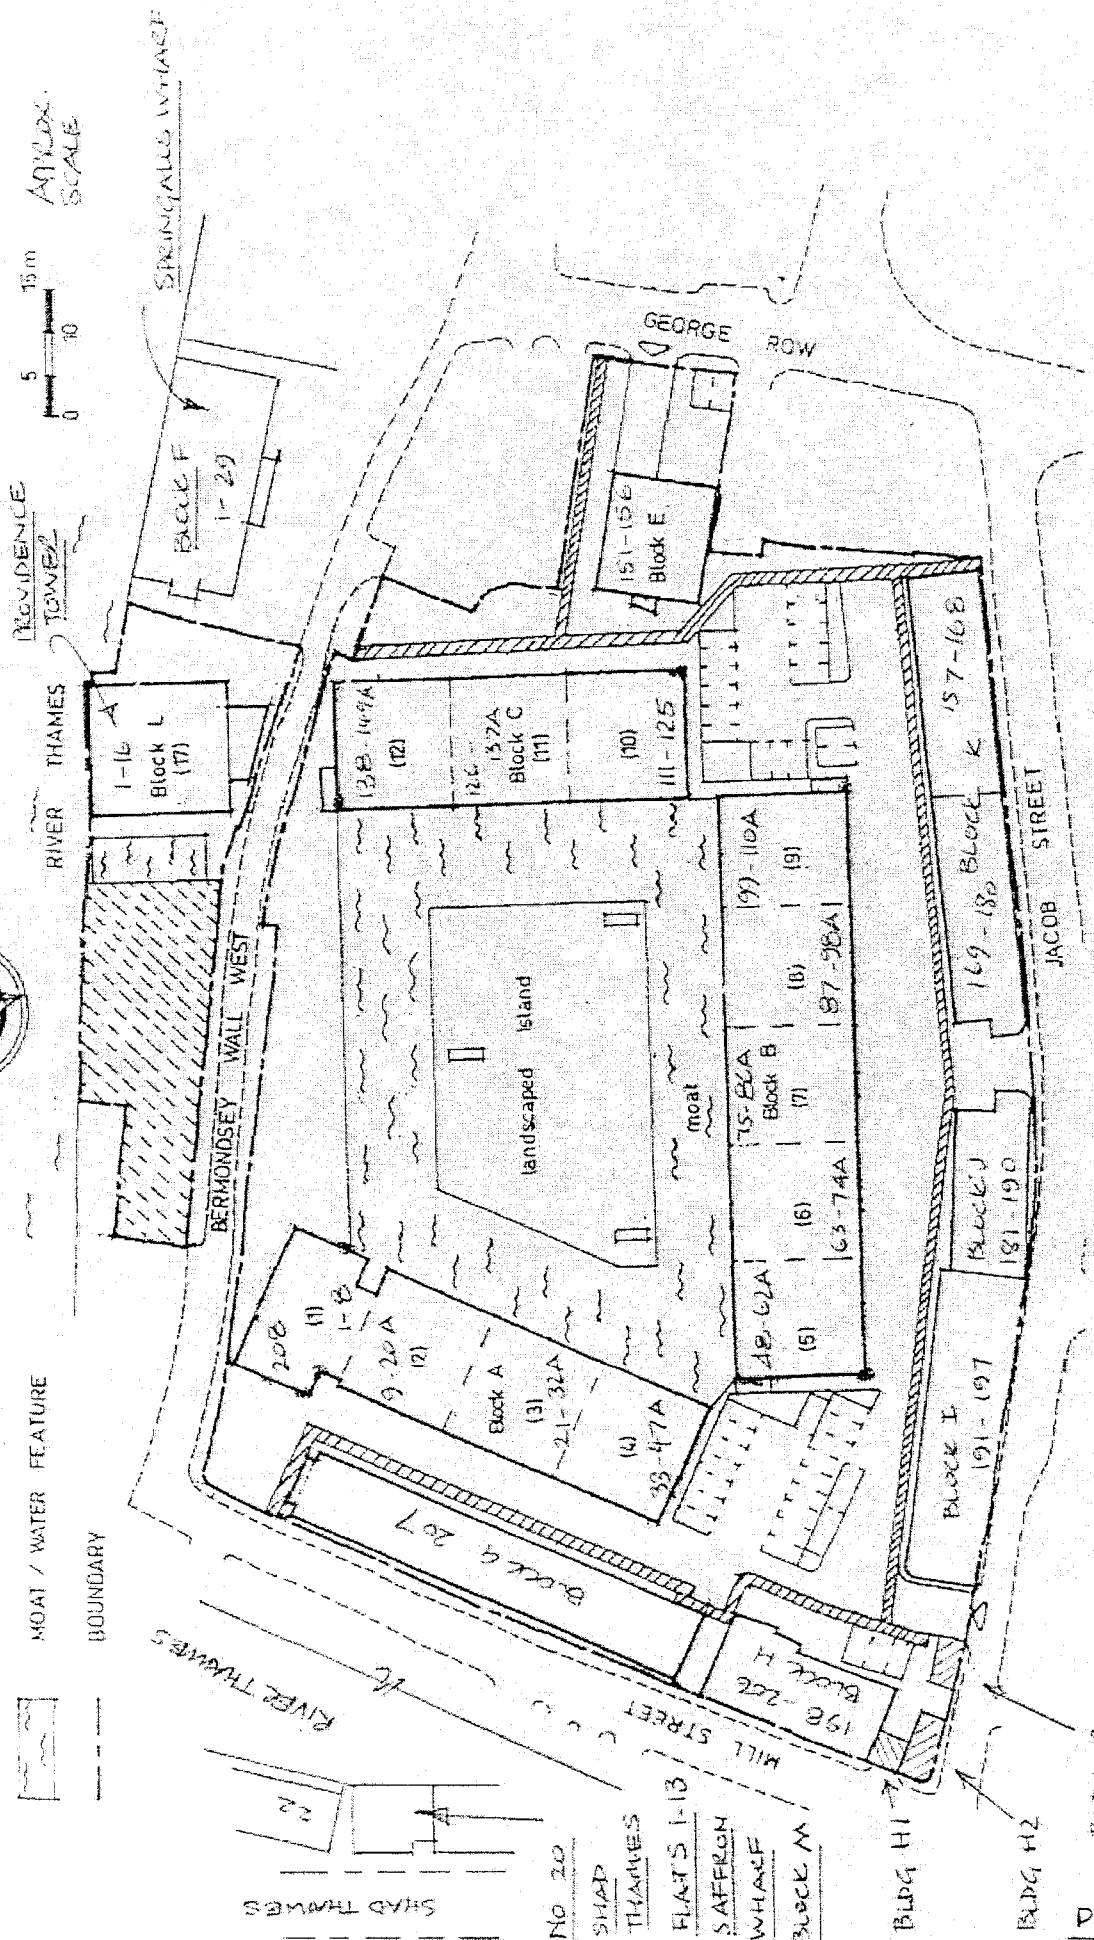 MOAT / WATER FEATURE
BOUNDARY
PROVIDENCE
TOWER
0 5 10 15 m
APPROX.
SCALE
SPRINGALLS WHARF
RIVER THAMES
BLOCK F
1-29
1-16 A
Block L
(17)
BERMONDSEY WALL WEST
GEORGE ROW
151-156
Block E
138-149A
(12)
126-
137A
Block C
(11)
(10)
111-125
landscaped Island
moat
208
(1)
1-8
9-20A
(2)
Block A
(3)
21-32A
(4)
33-47A
48-62A
(5)
(6)
63-74A
75-86A
Block B
(7)
(8)
87-98A
99-110A
(9)
BLOCK G 207
RIVER THAMES
MILL STREET
198-206
BLOCK H
BLOCK I
191-197
BLOCK J
181-190
169-180 BLOCK K 157-168
JACOB STREET
22
SHAD THAMES
No 20
SHAD
THAMES
FLATS 1-13
SAFFRON
WHARF
BLOCK M
BLDG H1
BLDG H2